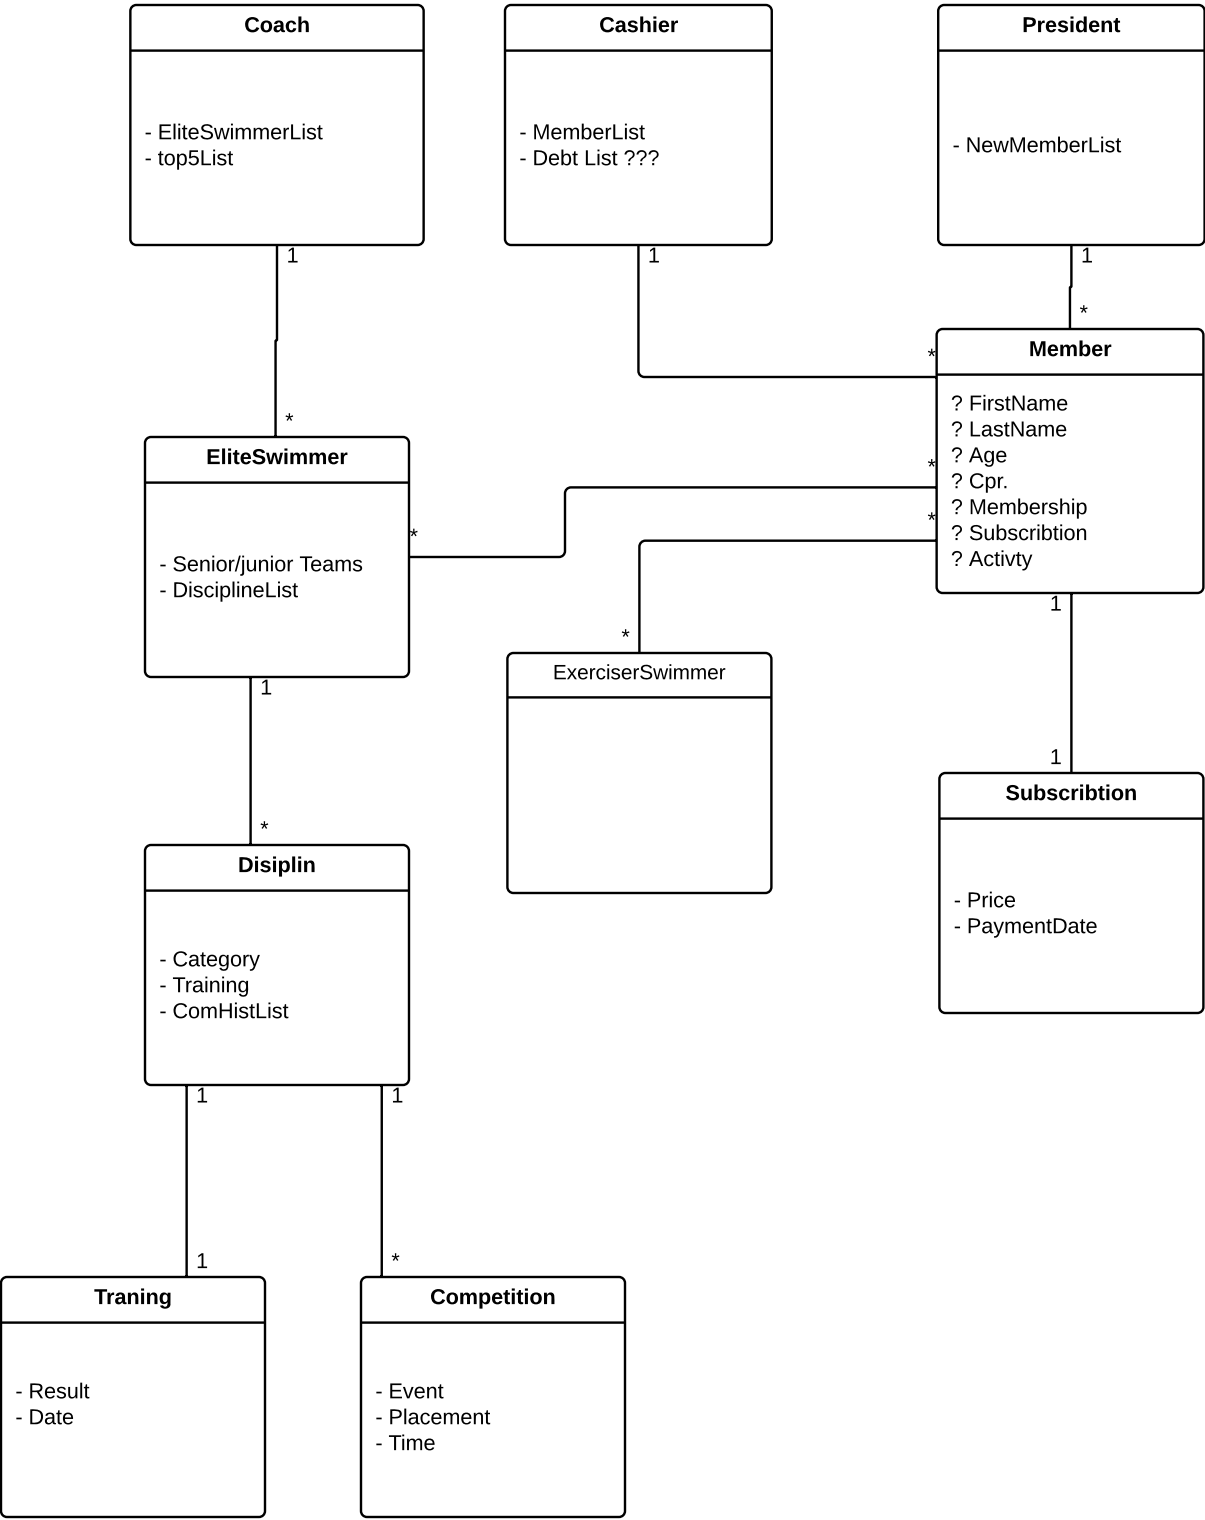 Coach
- EliteSwimmerList
- top5List
1
Cashier
- MemberList
- Debt List ???
1
President
- NewMemberList
1
*
*
Member
? FirstName
? LastName
? Age
? Cpr.
? Membership
? Subscribtion
? Activty
*
*
1
*
EliteSwimmer
- Senior/junior Teams
- DisciplineList
*
1
*
ExerciserSwimmer
1
Subscribtion
- Price
- PaymentDate
*
Disiplin
- Category
- Training
- ComHistList
1
1
1
*
Traning
- Result
- Date
Competition
- Event
- Placement
- Time